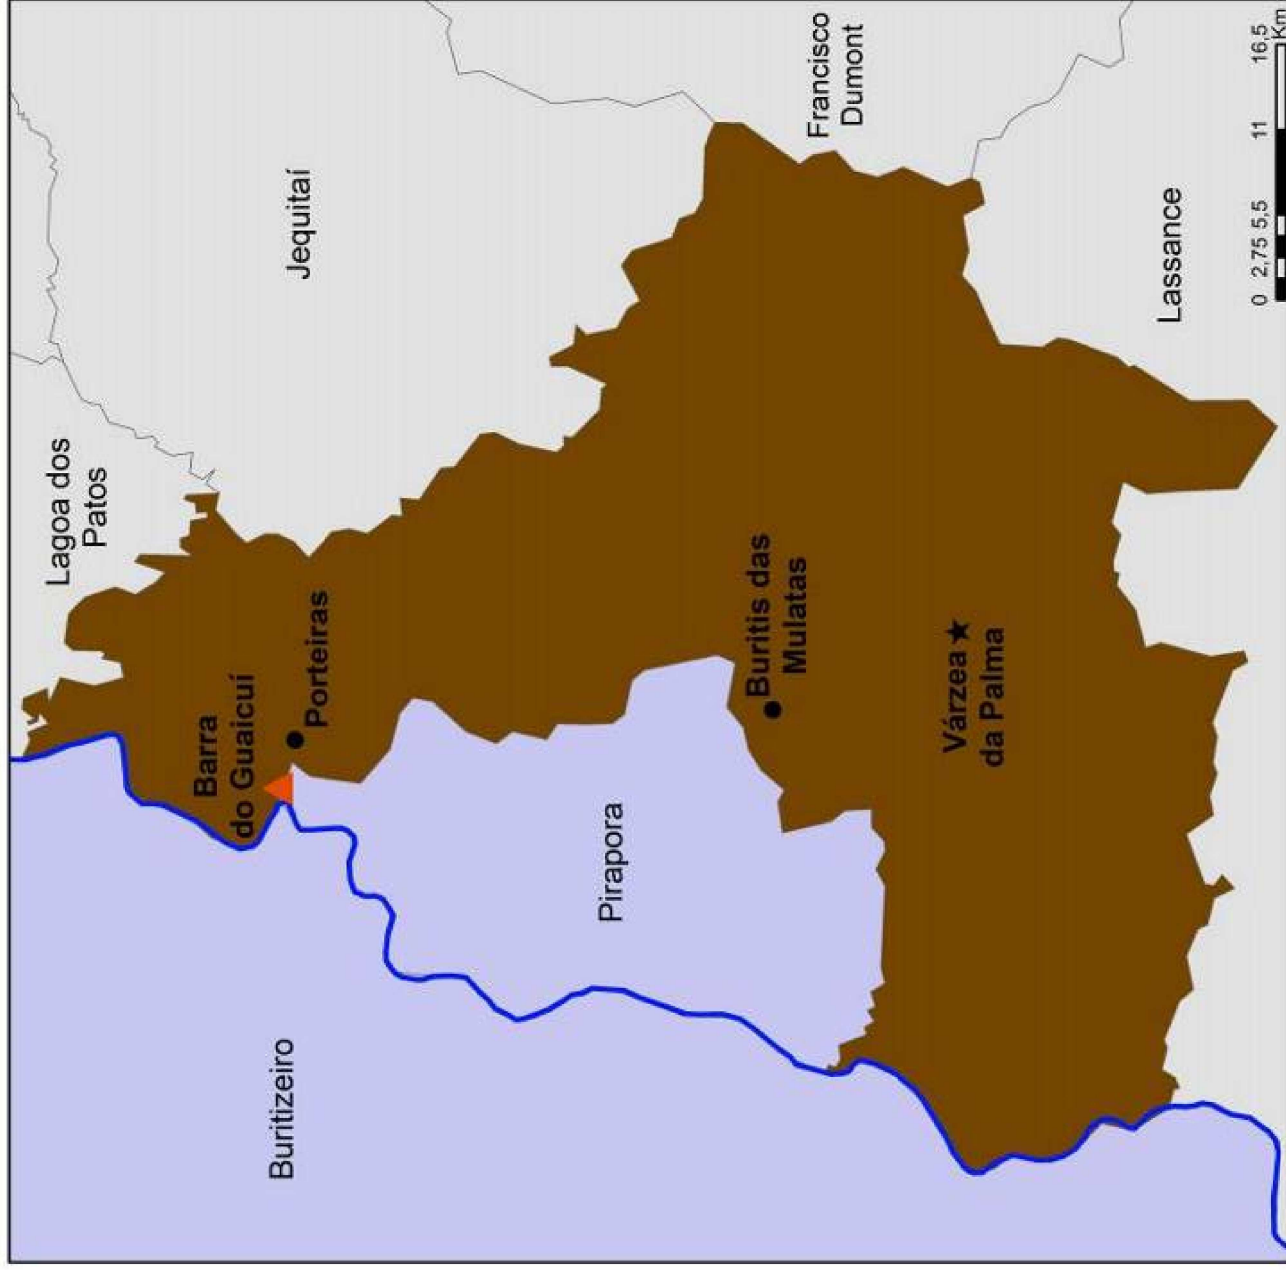 Lagoa dos
Patos
Jequitaí
Barra
do Guaicuí
Porteiras
Buritizeiro
Pirapora
Buritis das
Mulatas
Francisco
Dumont
Várzea
da Palma
Lassance
0 2,75 5,5 11 16,5
Km